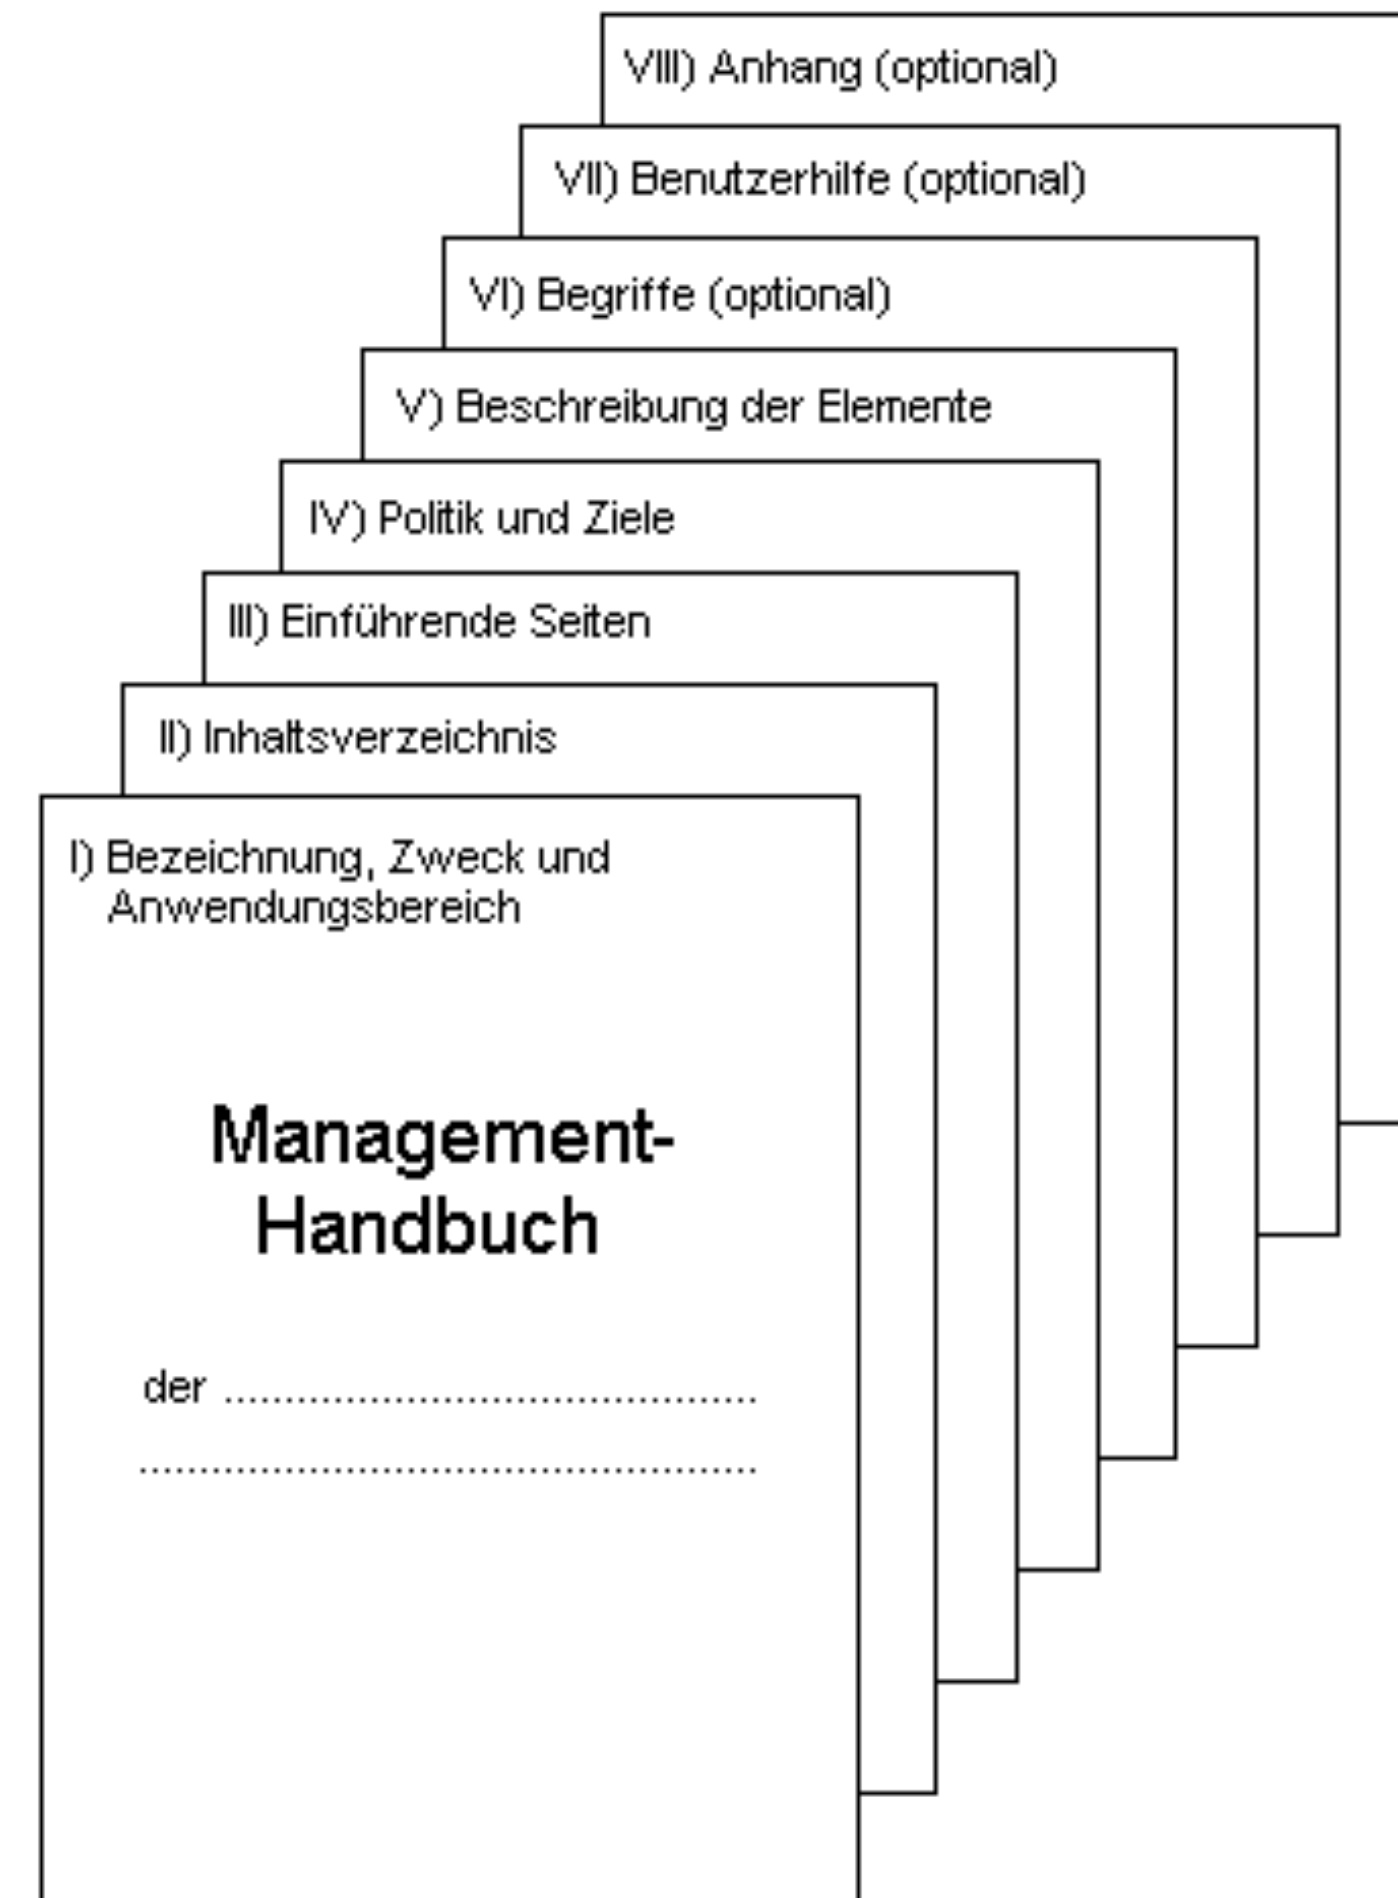 VIII) Anhang (optional)
VII) Benutzerhilfe (optional)
VI) Begriffe (optional)
V) Beschreibung der Elemente
IV) Politik und Ziele
III) Einführende Seiten
II) Inhaltsverzeichnis
I) Bezeichnung, Zweck und
Anwendungsbereich
Management-
Handbuch
der ............................................
...................................................